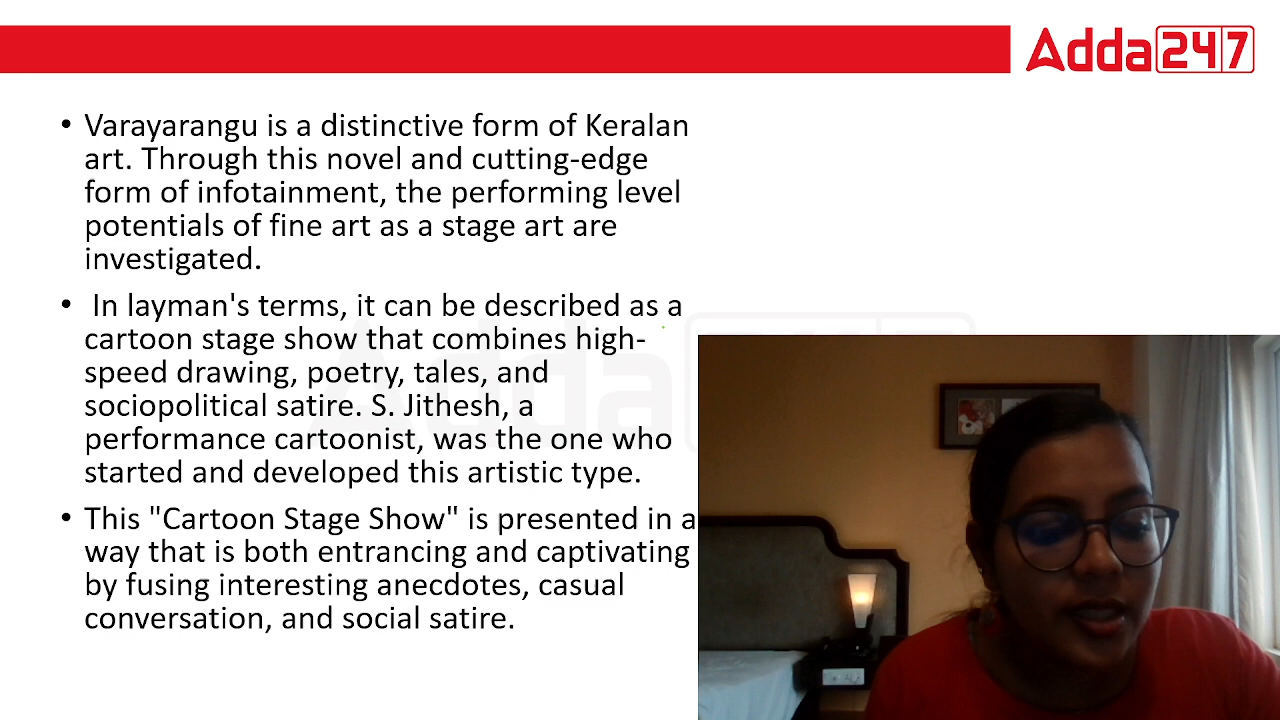 Adda247
• Varayarangu is a distinctive form of Keralan
art. Through this novel and cutting-edge
form of infotainment, the performing level
potentials of fine art as a stage art are
investigated.
• In layman's terms, it can be described as a
cartoon stage show that combines high-
speed drawing, poetry, tales, and
sociopolitical satire. S. Jithesh, a
performance cartoonist, was the one who
started and developed this artistic type.
• This "Cartoon Stage Show" is presented in a
way that is both entrancing and captivating
by fusing interesting anecdotes, casual
conversation, and social satire.